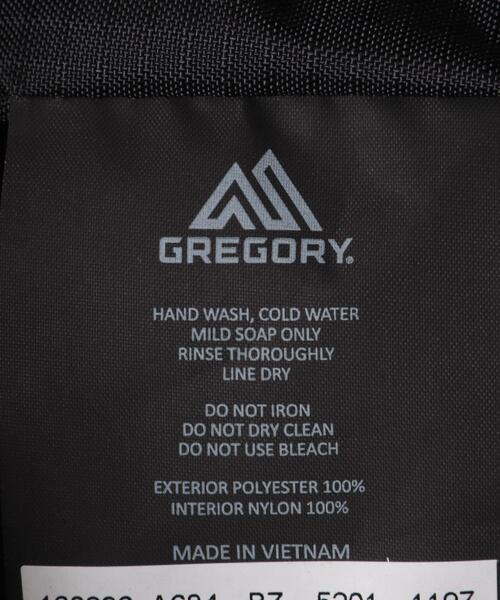 GREGORY®
HAND WASH, COLD WATER
MILD SOAP ONLY
RINSE THOROUGHLY
LINE DRY
DO NOT IRON
DO NOT DRY CLEAN
DO NOT USE BLEACH
EXTERIOR POLYESTER 100%
INTERIOR NYLON 100%
MADE IN VIETNAM